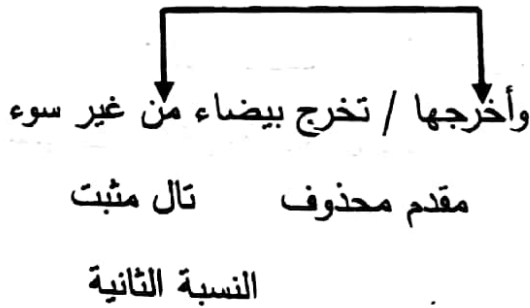 وأخرجها / تخرج بيضاء من غير سوء
مقدم محذوف تال مثبت
النسبة الثانية